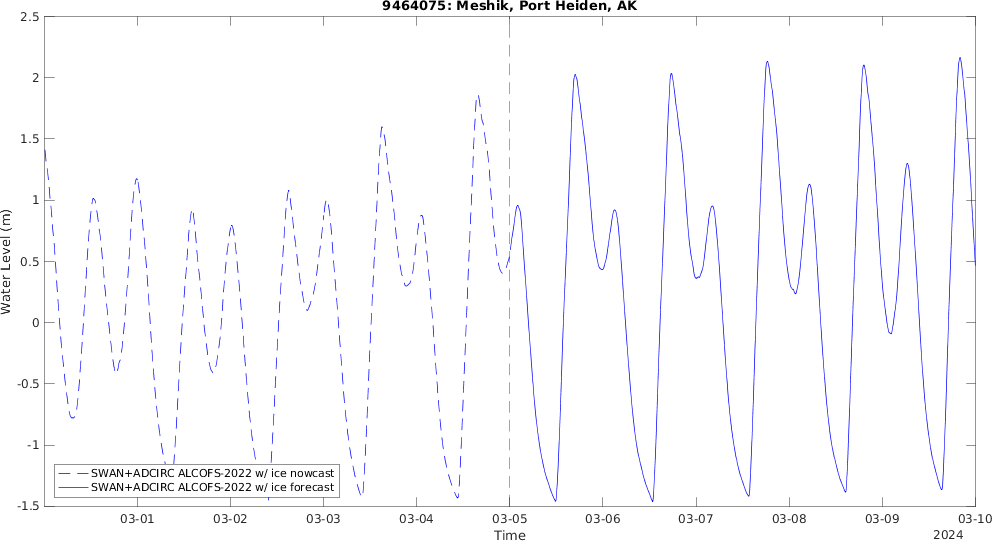 9464075: Meshik, Port Heiden, AK
2.5
2
1.5
1
0.5
0
-0.5
-1
-1.5
Water Level (m)
SWAN+ADCIRC ALCOFS-2022 w/ ice nowcast
SWAN+ADCIRC ALCOFS-2022 w/ ice forecast
03-01 03-02 03-03 03-04 03-05 03-06 03-07 03-08 03-09 03-10
Time
2024